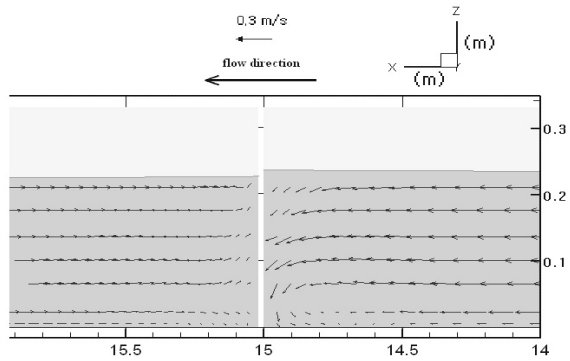 0.3 m/s
flow direction
z
(m)
x
(m)
0.3
0.2
0.1
15.5
15
14.5
14